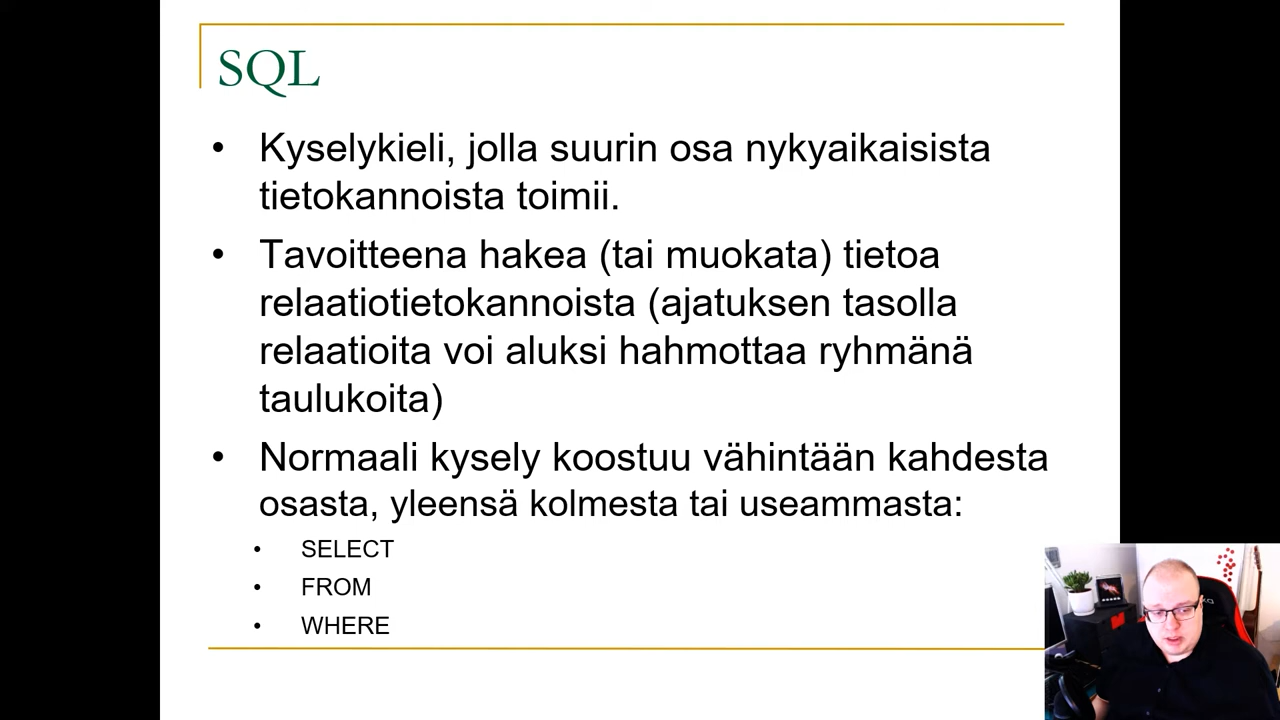 SQL
• Kyselykieli, jolla suurin osa nykyaikaisista
tietokannoista toimii.
• Tavoitteena hakea (tai muokata) tietoa
relaatiotietokannoista (ajatuksen tasolla
relaatioita voi aluksi hahmottaa ryhmänä
taulukoita)
• Normaali kysely koostuu vähintään kahdesta
osasta, yleensä kolmesta tai useammasta:
• SELECT
• FROM
• WHERE